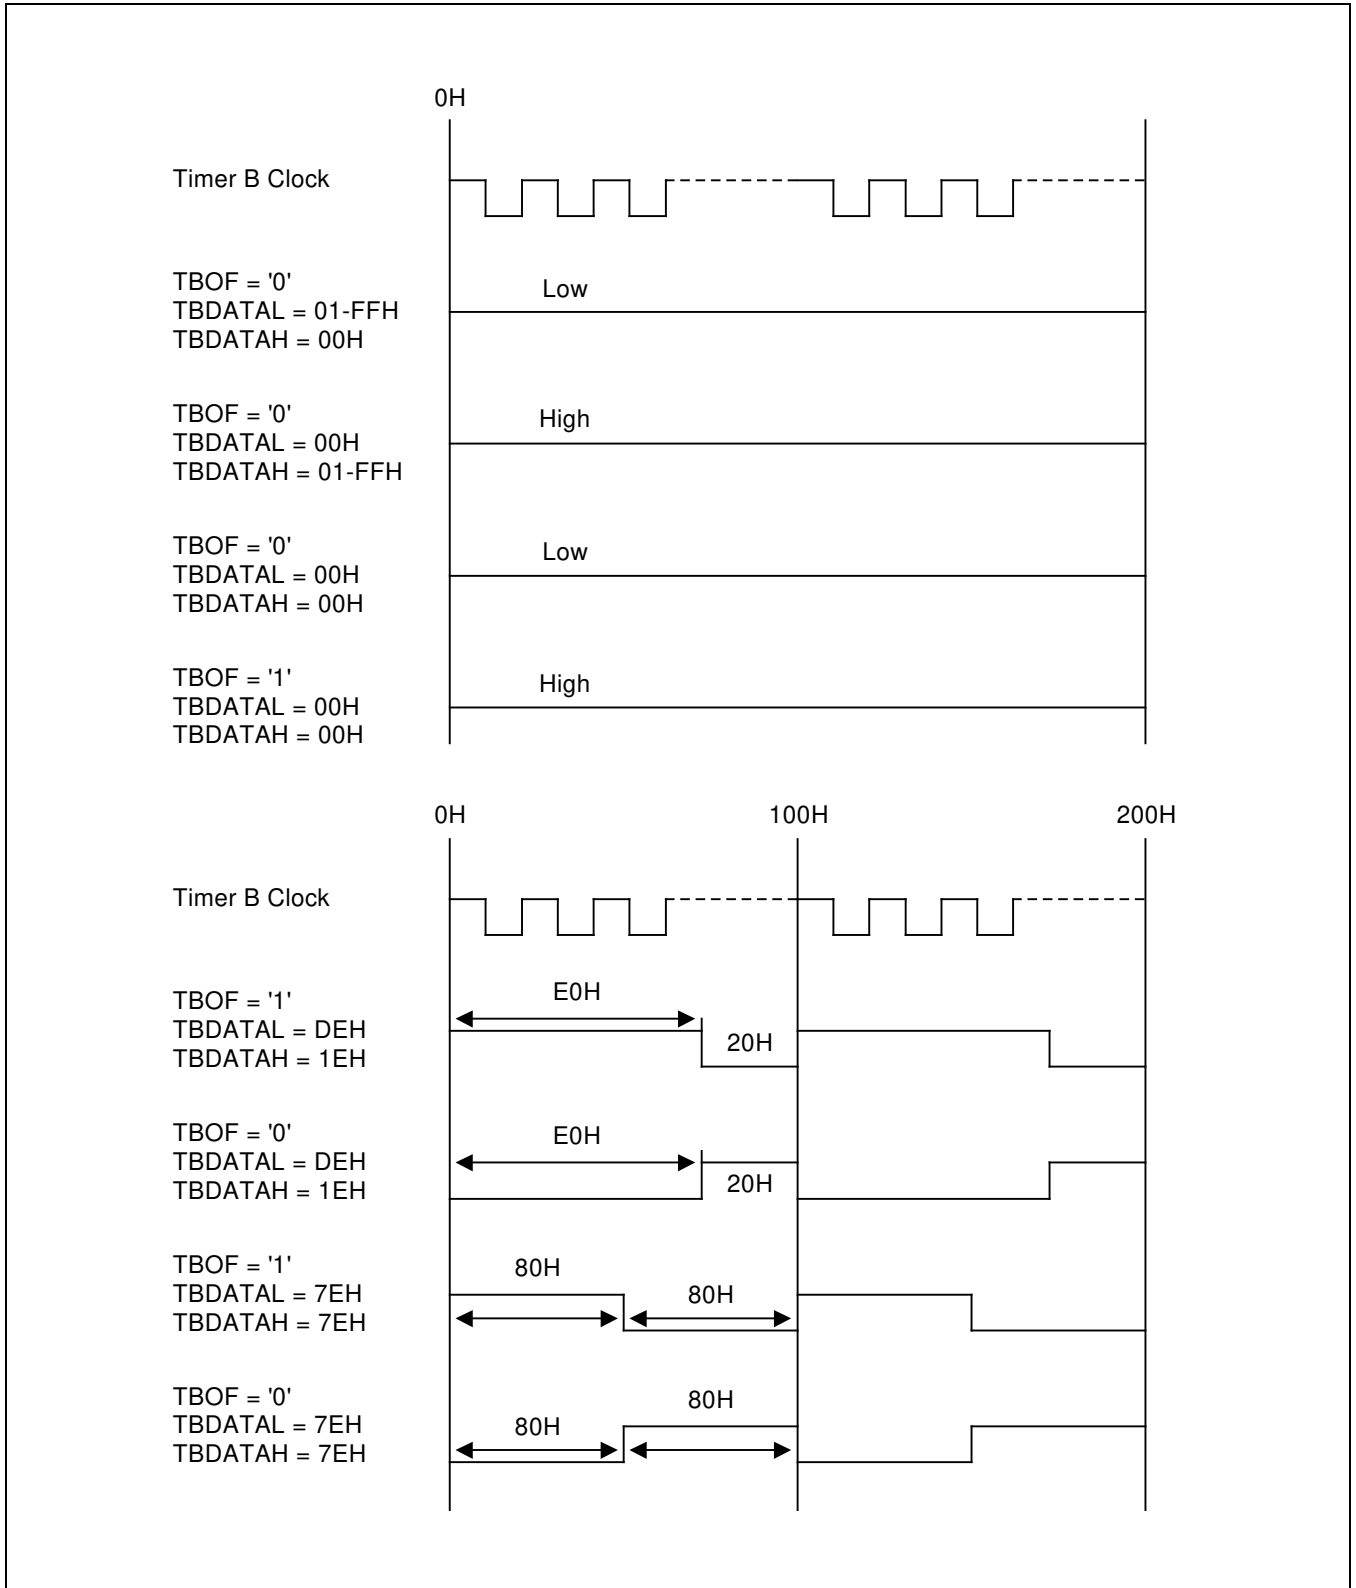 0H
Timer B Clock
TBOF = '0'
TBDATAL = 01-FFH
TBDATAH = 00H
Low
TBOF = '0'
TBDATAL = 00H
TBDATAH = 01-FFH
High
TBOF = '0'
TBDATAL = 00H
TBDATAH = 00H
Low
TBOF = '1'
TBDATAL = 00H
TBDATAH = 00H
High
0H 100H 200H
Timer B Clock
TBOF = '1'
TBDATAL = DEH
TBDATAH = 1EH
E0H
20H
TBOF = '0'
TBDATAL = DEH
TBDATAH = 1EH
E0H
20H
TBOF = '1'
TBDATAL = 7EH
TBDATAH = 7EH
80H
80H
TBOF = '0'
TBDATAL = 7EH
TBDATAH = 7EH
80H
80H